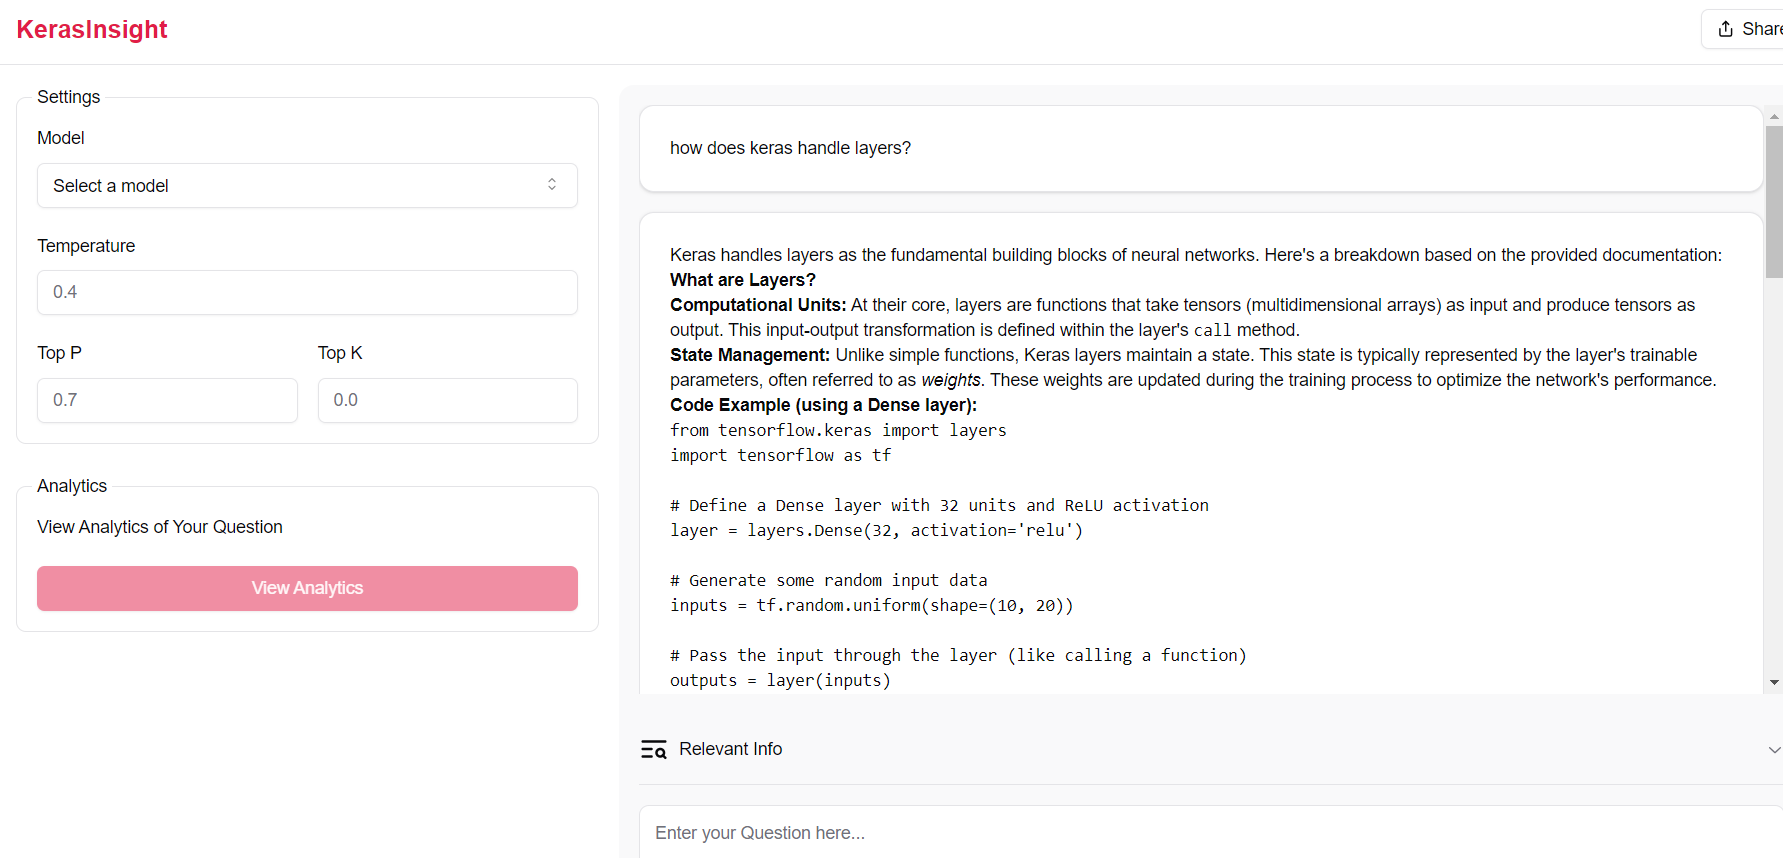 KerasInsight
Share
Settings
Model
Select a model
Temperature
0.4
Top P
Top K
0.7
0.0
Analytics
View Analytics of Your Question
View Analytics
how does keras handle layers?
Keras handles layers as the fundamental building blocks of neural networks. Here's a breakdown based on the provided documentation:
What are Layers?
Computational Units: At their core, layers are functions that take tensors (multidimensional arrays) as input and produce tensors as
output. This input-output transformation is defined within the layer's call method.
State Management: Unlike simple functions, Keras layers maintain a state. This state is typically represented by the layer's trainable
parameters, often referred to as weights. These weights are updated during the training process to optimize the network's performance.
Code Example (using a Dense layer):
from tensorflow.keras import layers
import tensorflow as tf
# Define a Dense layer with 32 units and ReLU activation
layer = layers.Dense(32, activation='relu')
# Generate some random input data
inputs = tf.random.uniform(shape=(10, 20))
# Pass the input through the layer (like calling a function)
outputs = layer(inputs)
Relevant Info
Enter your Question here...